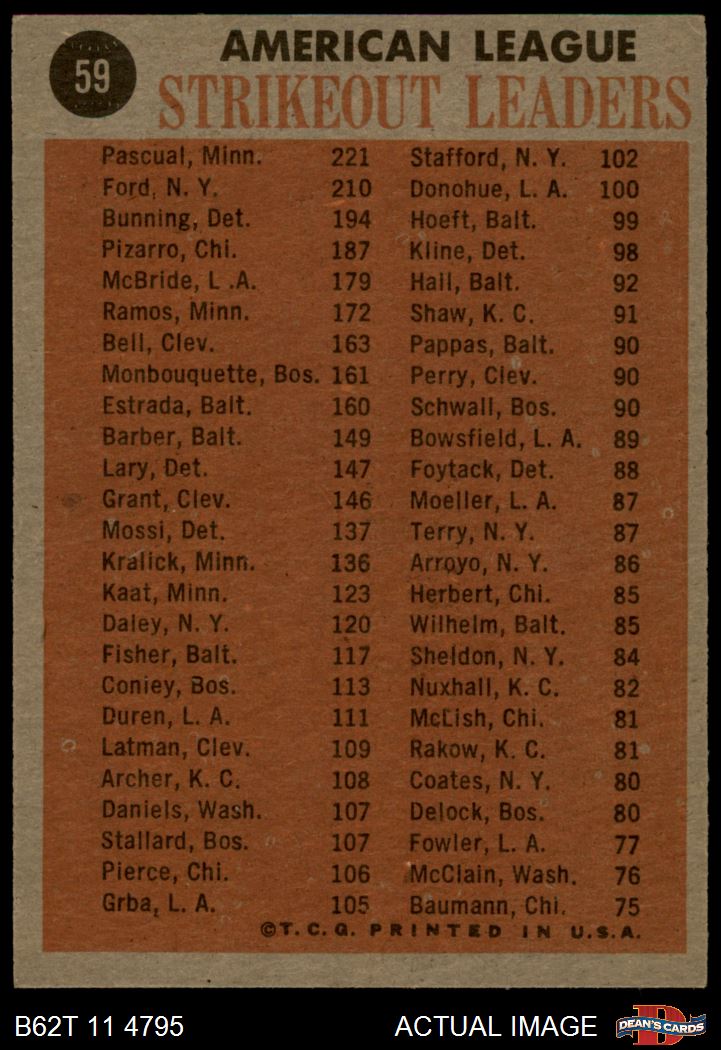 59
AMERICAN LEAGUE
STRIKEOUT LEADERS
Pascual, Minn. 221
Ford, N. Y. 210
Bunning, Det. 194
Pizarro, Chi. 187
McBride, L .A. 179
Ramos, Minn. 172
Bell, Clev. 163
Monbouquette, Bos. 161
Estrada, Balt. 160
Barber, Balt. 149
Lary, Det. 147
Grant, Clev. 146
Mossi, Det. 137
Kralick, Minn. 136
Kaat, Minn. 123
Daley, N. Y. 120
Fisher, Balt. 117
Conley, Bos. 113
Duren, L. A. 111
Latman, Clev. 109
Archer, K. C. 108
Daniels, Wash. 107
Stallard, Bos. 107
Pierce, Chi. 106
Grba, L. A. 105
Stafford, N. Y. 102
Donohue, L. A. 100
Hoeft, Balt. 99
Kline, Det. 98
Hall, Balt. 92
Shaw, K. C. 91
Pappas, Balt. 90
Perry, Clev. 90
Schwall, Bos. 90
Bowsfield, L. A. 89
Foytack, Det. 88
Moeller, L. A. 87
Terry, N. Y. 87
Arroyo, N. Y. 86
Herbert, Chi. 85
Wilhelm, Balt. 85
Sheldon, N. Y. 84
Nuxhall, K. C. 82
McLish, Chi. 81
Rakow, K. C. 81
Coates, N. Y. 80
Delock, Bos. 80
Fowler, L. A. 77
McClain, Wash. 76
Baumann, Chi. 75
©T. C. G. PRINTED IN U.S.A.
B62T 11 4795
ACTUAL IMAGE
D
DEAN'S CARDS